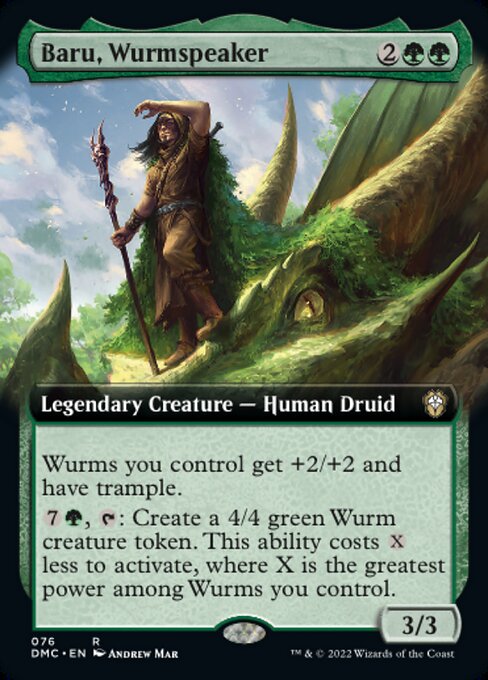 Baru, Wurmspeaker 2
Legendary Creature — Human Druid
Wurms you control get +2/+2 and
have trample.
7, : Create a 4/4 green Wurm
creature token. This ability costs X
less to activate, where X is the greatest
power among Wurms you control.
3/3
076 R
DMC • EN Andrew Mar ™ & © 2022 Wizards of the Coast